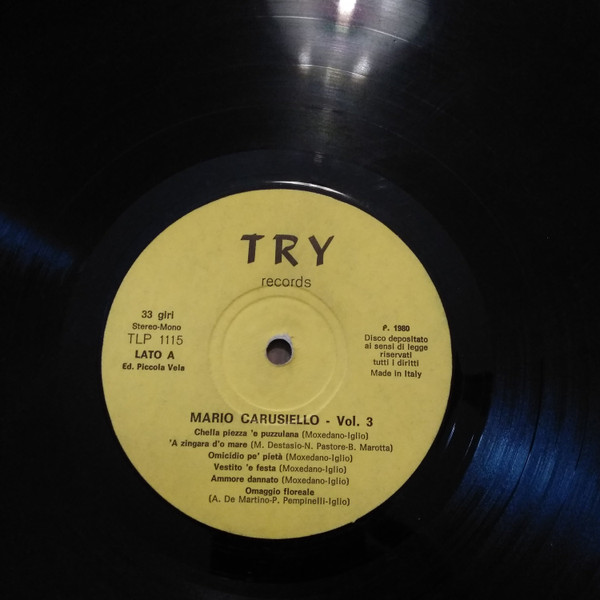 TRY
records
33 giri
Stereo-Mono
TLP 1115
LATO A
Ed. Piccola Vela
P. 1980
Disco depositato
ai sensi di legge
riservati
tutti i diritti
Made in Italy
MARIO CARUSIELLO - Vol. 3
Chella piezza 'e puzzulana (Moxedano-Iglio)
'A zingara d'o mare (M. Destasio-N. Pastore-B. Marotta)
Omicidio pe' pietà (Moxedano-Iglio)
Vestito 'e festa (Moxedano-Iglio)
Ammore dannato (Moxedano-Iglio)
Omaggio floreale
(A. De Martino-P. Pempinelli-Iglio)